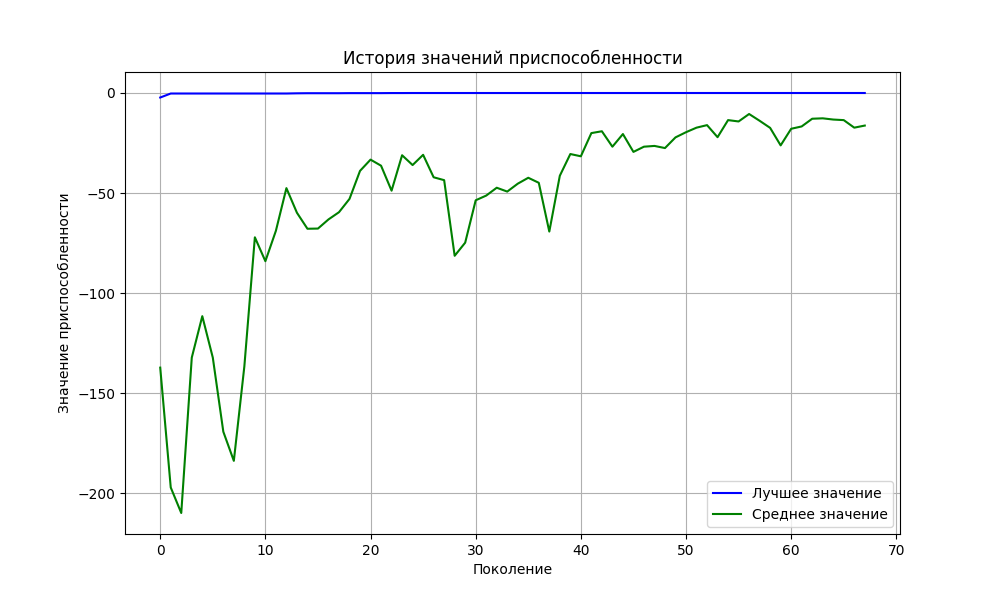 История значений приспособленности
Значение приспособленности
0
−50
−100
−150
−200
0 10 20 30 40 50 60 70
Поколение
Лучшее значение
Среднее значение